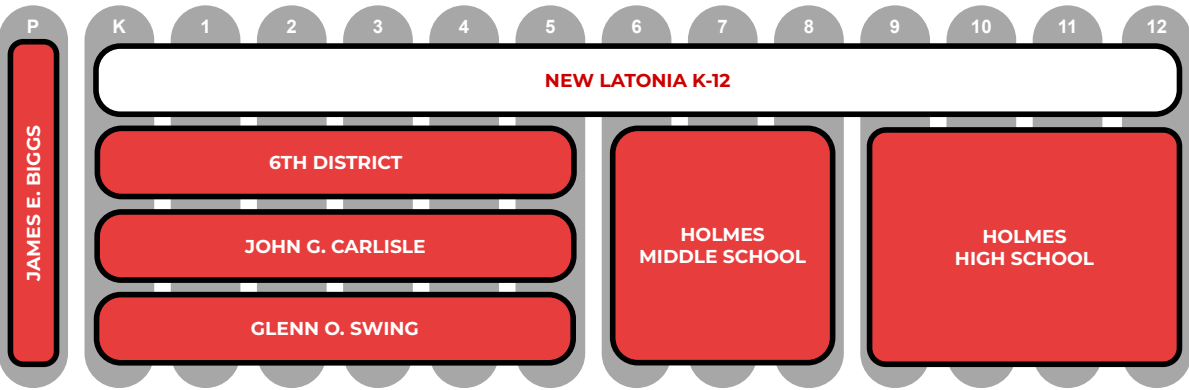 P K 1 2 3 4 5 6 7 8 9 10 11 12
NEW LATONIA K-12
JAMES E. BIGGS
6TH DISTRICT
JOHN G. CARLISLE
GLENN O. SWING
HOLMES
MIDDLE SCHOOL
HOLMES
HIGH SCHOOL